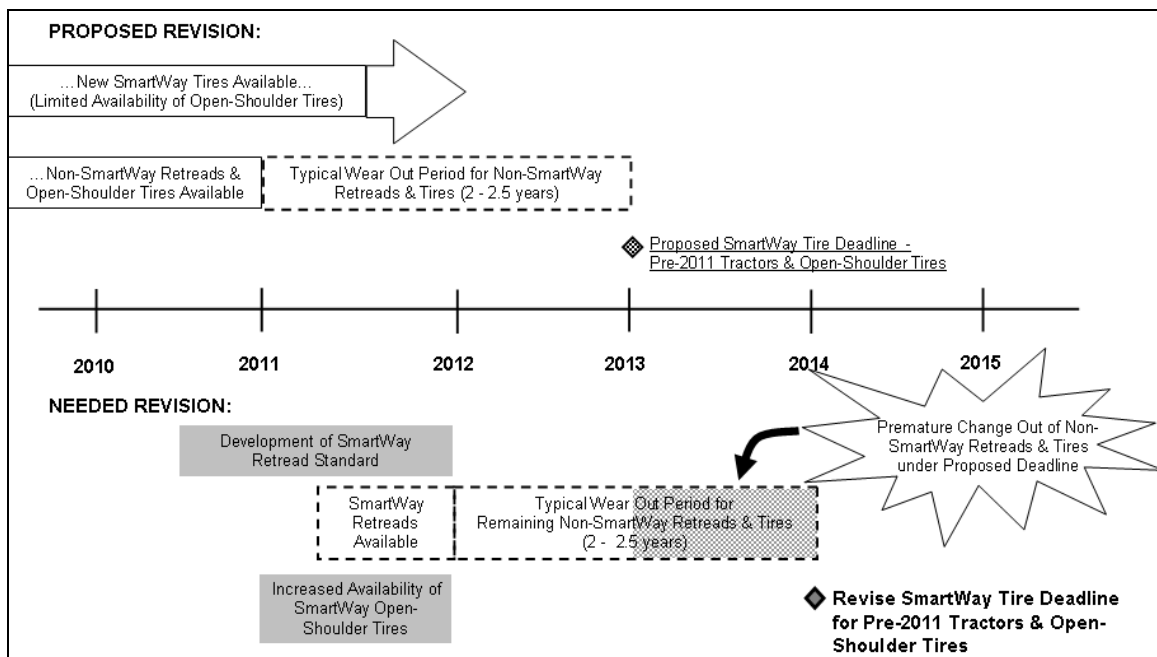 PROPOSED REVISION:
…New SmartWay Tires Available…
(Limited Availability of Open-Shoulder Tires)
…Non-SmartWay Retreads &
Open-Shoulder Tires Available
Typical Wear Out Period for Non-SmartWay
Retreads & Tires (2 - 2.5 years)
Proposed SmartWay Tire Deadline -
Pre-2011 Tractors & Open-Shoulder Tires
2010 2011 2012 2013 2014 2015
NEEDED REVISION:
Development of SmartWay
Retread Standard
Premature Change Out of Non-
SmartWay Retreads & Tires
under Proposed Deadline
SmartWay
Retreads
Available
Typical Wear Out Period for
Remaining Non-SmartWay Retreads & Tires
(2 - 2.5 years)
Increased Availability of
SmartWay Open-
Shoulder Tires
Revise SmartWay Tire Deadline
for Pre-2011 Tractors & Open-
Shoulder Tires